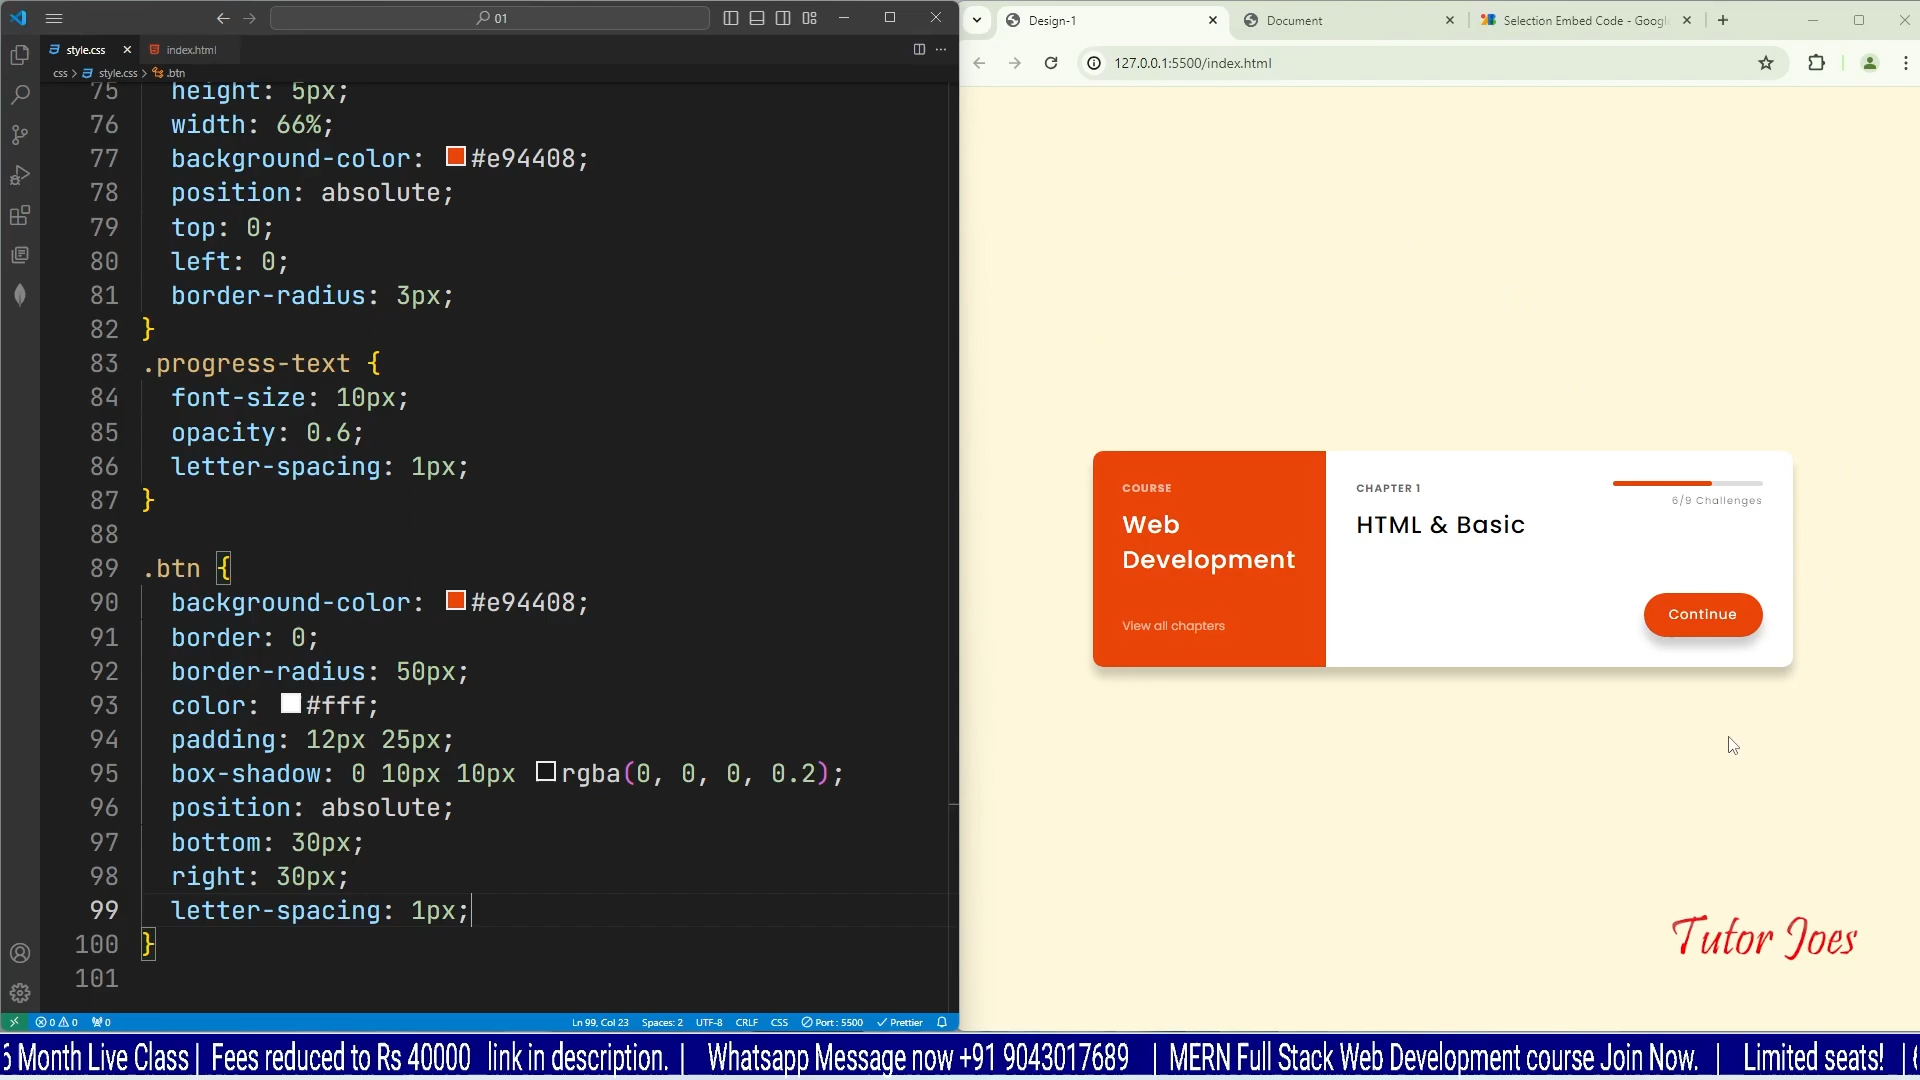 01
style.css
index.html
css > style.css > .btn
75 height: 5px;
76 width: 66%;
77 background-color: #e94408;
78 position: absolute;
79 top: 0;
80 left: 0;
81 border-radius: 3px;
82 }
83 .progress-text {
84 font-size: 10px;
85 opacity: 0.6;
86 letter-spacing: 1px;
87 }
88
89 .btn {
90 background-color: #e94408;
91 border: 0;
92 border-radius: 50px;
93 color: #fff;
94 padding: 12px 25px;
95 box-shadow: 0 10px 10px rgba(0, 0, 0, 0.2);
96 position: absolute;
97 bottom: 30px;
98 right: 30px;
99 letter-spacing: 1px;
100 }
101
0 0 0 Ln 99, Col 23 Spaces: 2 UTF-8 CRLF CSS Port : 5500 Prettier
Design-1
Document
Selection Embed Code - Googl
127.0.0.1:5500/index.html
COURSE
Web
Development
View all chapters
CHAPTER 1
HTML & Basic
6/9 Challenges
Continue
Tutor Joes
Month Live Class | Fees reduced to Rs 40000 link in description. | Whatsapp Message now +91 9043017689 | MERN Full Stack Web Development course Join Now. | Limited seats! |